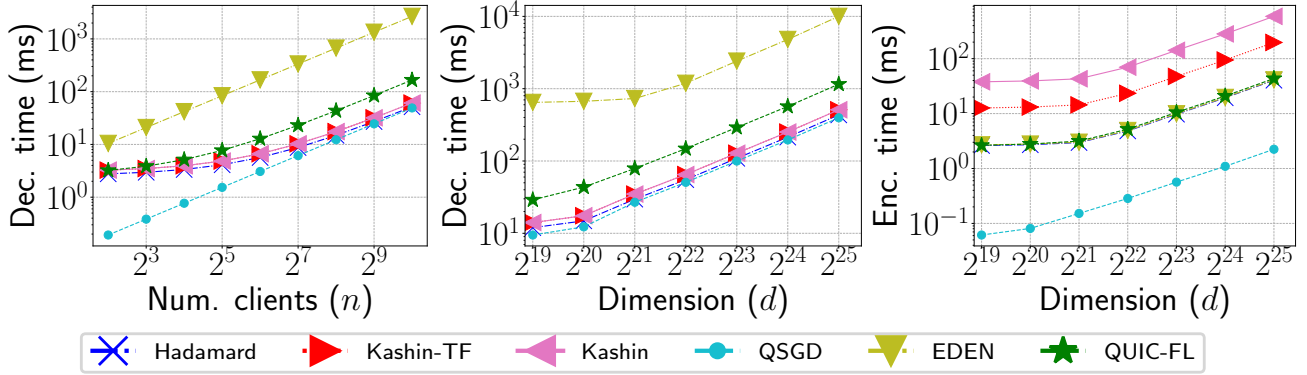 Dec. time (ms)
10^3
10^2
10^1
10^0
2^3 2^5 2^7 2^9
Num. clients (n)
Dec. time (ms)
10^4
10^3
10^2
10^1
2^19 2^20 2^21 2^22 2^23 2^24 2^25
Dimension (d)
Enc. time (ms)
10^2
10^1
10^0
10^-1
2^19 2^20 2^21 2^22 2^23 2^24 2^25
Dimension (d)
Hadamard Kashin-TF Kashin QSGD EDEN QUIC-FL